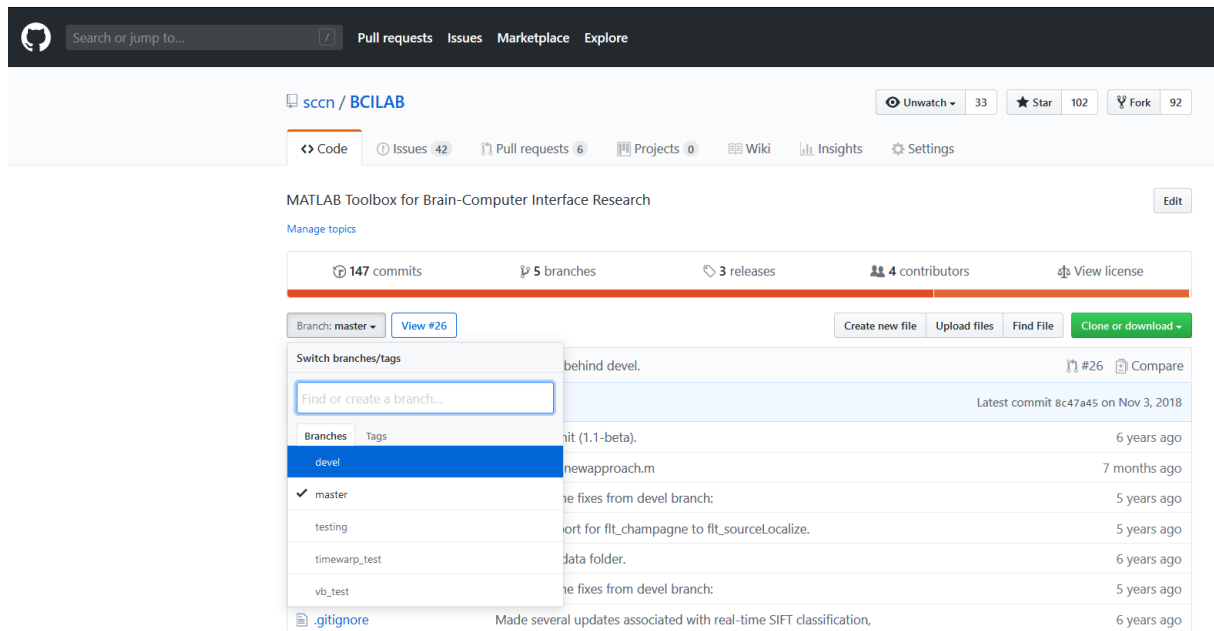 Search or jump to... / Pull requests Issues Marketplace Explore
sccn / BCILAB Unwatch 33 Star 102 Fork 92
Code Issues 42 Pull requests 6 Projects 0 Wiki Insights Settings
MATLAB Toolbox for Brain-Computer Interface Research Edit
Manage topics
147 commits 5 branches 3 releases 4 contributors View license
Branch: master View #26 Create new file Upload files Find File Clone or download
Switch branches/tags
behind devel. #26 Compare
Find or create a branch...
Latest commit 8c47a45 on Nov 3, 2018
Branches Tags
(1.1-beta). 6 years ago
devel
newapproach.m 7 months ago
master
fixes from devel branch: 5 years ago
testing
for flt_champagne to flt_sourceLocalize. 5 years ago
timewarp_test
data folder. 6 years ago
vb_test
fixes from devel branch: 5 years ago
.gitignore Made several updates associated with real-time SIFT classification, 6 years ago